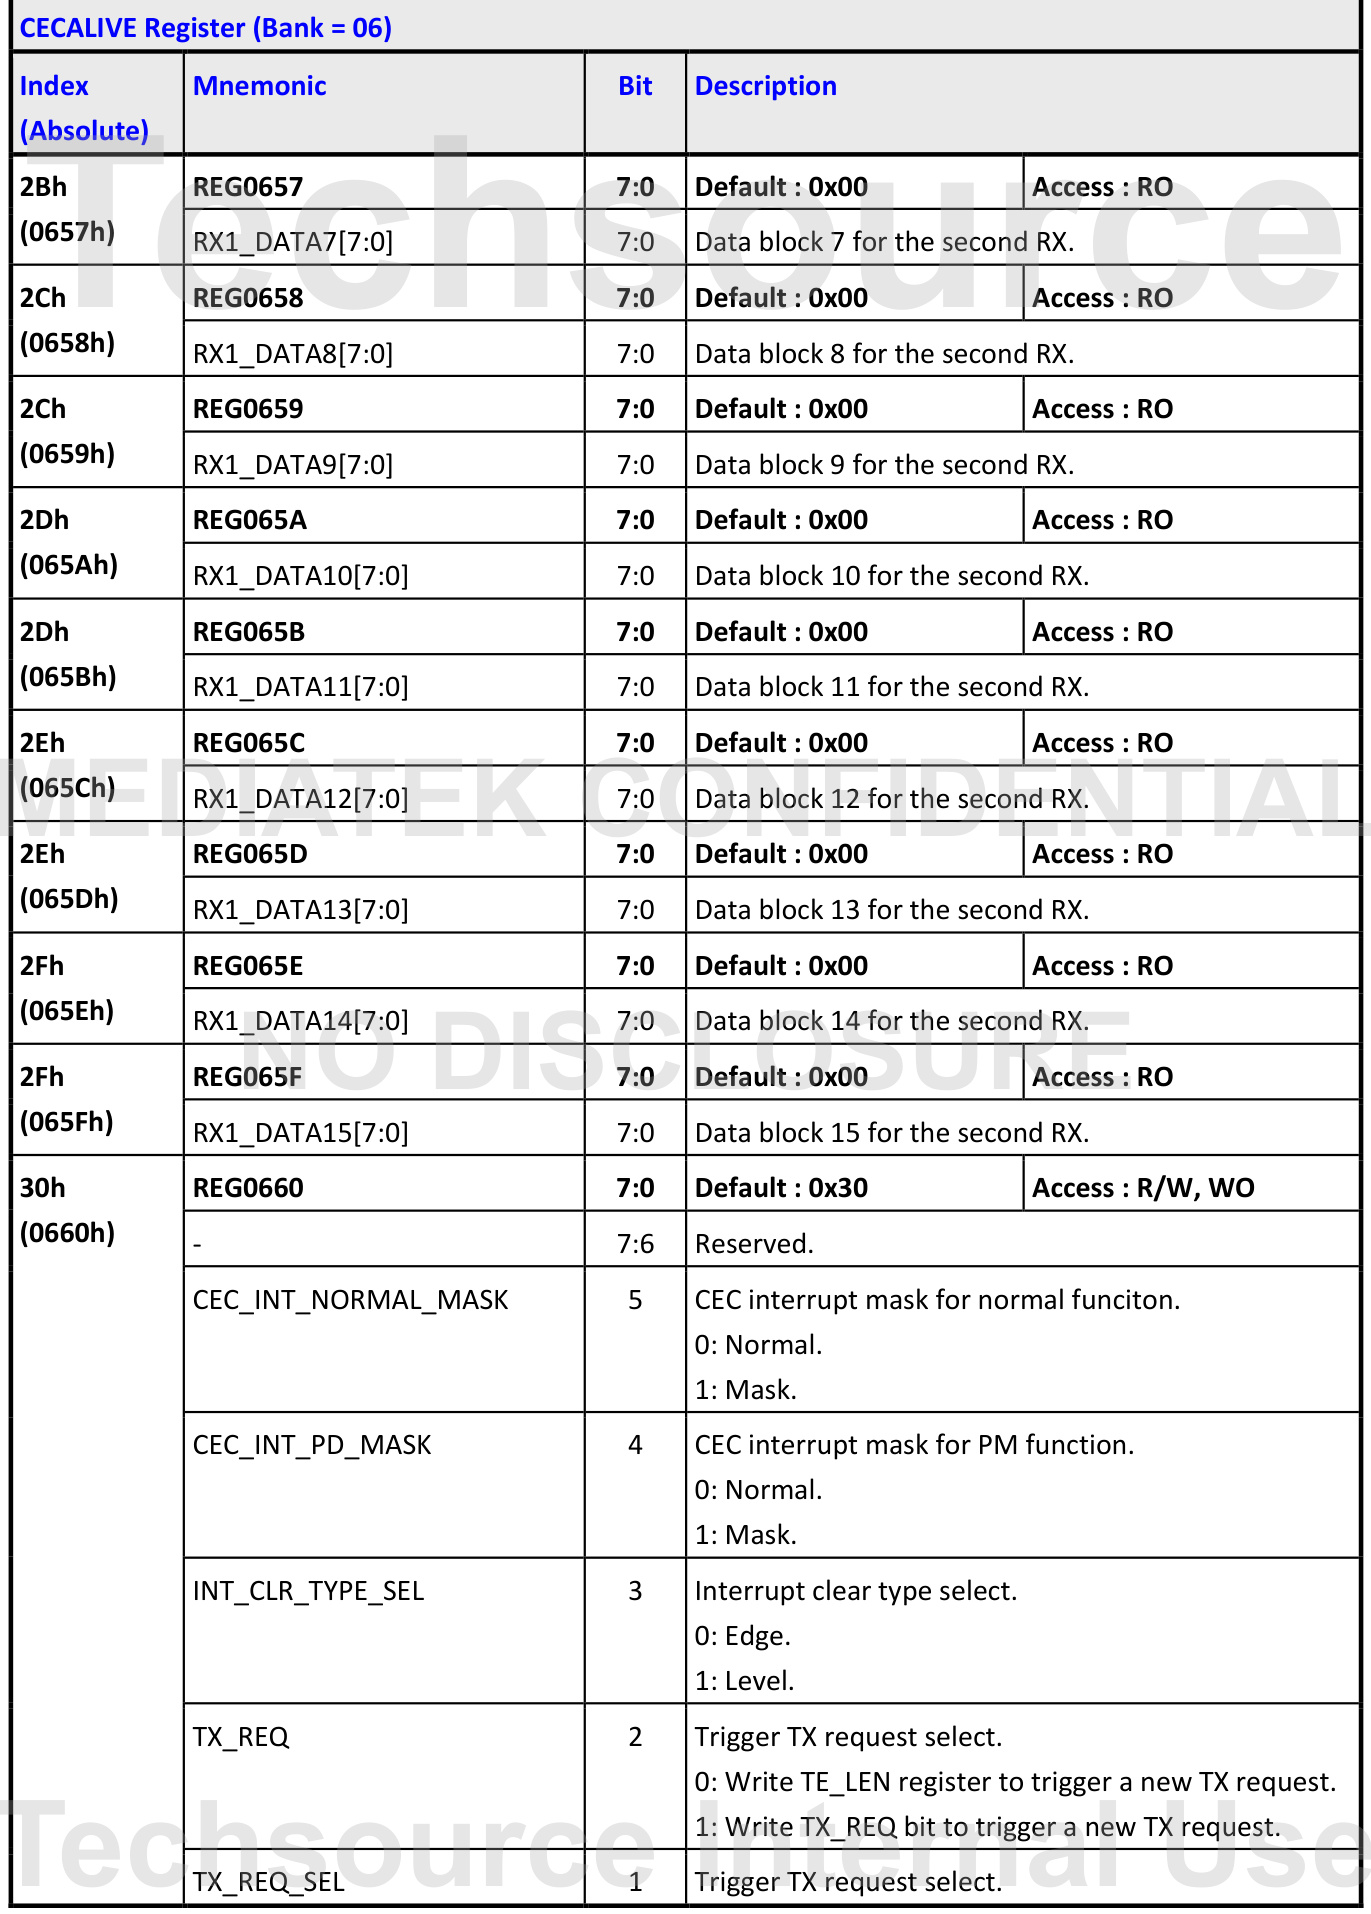 CECALIVE Register (Bank = 06)
Index
(Absolute)
Mnemonic
Bit
Description
2Bh
(0657h)
REG0657
7:0
Default : 0x00
Access : RO
RX1_DATA7[7:0]
7:0
Data block 7 for the second RX.
2Ch
(0658h)
REG0658
7:0
Default : 0x00
Access : RO
RX1_DATA8[7:0]
7:0
Data block 8 for the second RX.
2Ch
(0659h)
REG0659
7:0
Default : 0x00
Access : RO
RX1_DATA9[7:0]
7:0
Data block 9 for the second RX.
2Dh
(065Ah)
REG065A
7:0
Default : 0x00
Access : RO
RX1_DATA10[7:0]
7:0
Data block 10 for the second RX.
2Dh
(065Bh)
REG065B
7:0
Default : 0x00
Access : RO
RX1_DATA11[7:0]
7:0
Data block 11 for the second RX.
2Eh
(065Ch)
REG065C
7:0
Default : 0x00
Access : RO
RX1_DATA12[7:0]
7:0
Data block 12 for the second RX.
2Eh
(065Dh)
REG065D
7:0
Default : 0x00
Access : RO
RX1_DATA13[7:0]
7:0
Data block 13 for the second RX.
2Fh
(065Eh)
REG065E
7:0
Default : 0x00
Access : RO
RX1_DATA14[7:0]
7:0
Data block 14 for the second RX.
2Fh
(065Fh)
REG065F
7:0
Default : 0x00
Access : RO
RX1_DATA15[7:0]
7:0
Data block 15 for the second RX.
30h
(0660h)
REG0660
7:0
Default : 0x30
Access : R/W, WO
-
7:6
Reserved.
CEC_INT_NORMAL_MASK
5
CEC interrupt mask for normal funciton.
0: Normal.
1: Mask.
CEC_INT_PD_MASK
4
CEC interrupt mask for PM function.
0: Normal.
1: Mask.
INT_CLR_TYPE_SEL
3
Interrupt clear type select.
0: Edge.
1: Level.
TX_REQ
2
Trigger TX request select.
0: Write TE_LEN register to trigger a new TX request.
1: Write TX_REQ bit to trigger a new TX request.
TX_REQ_SEL
1
Trigger TX request select.
Techsource
MEDIATEK CONFIDENTIAL
NO DISCLOSURE
Techsource Internal Use